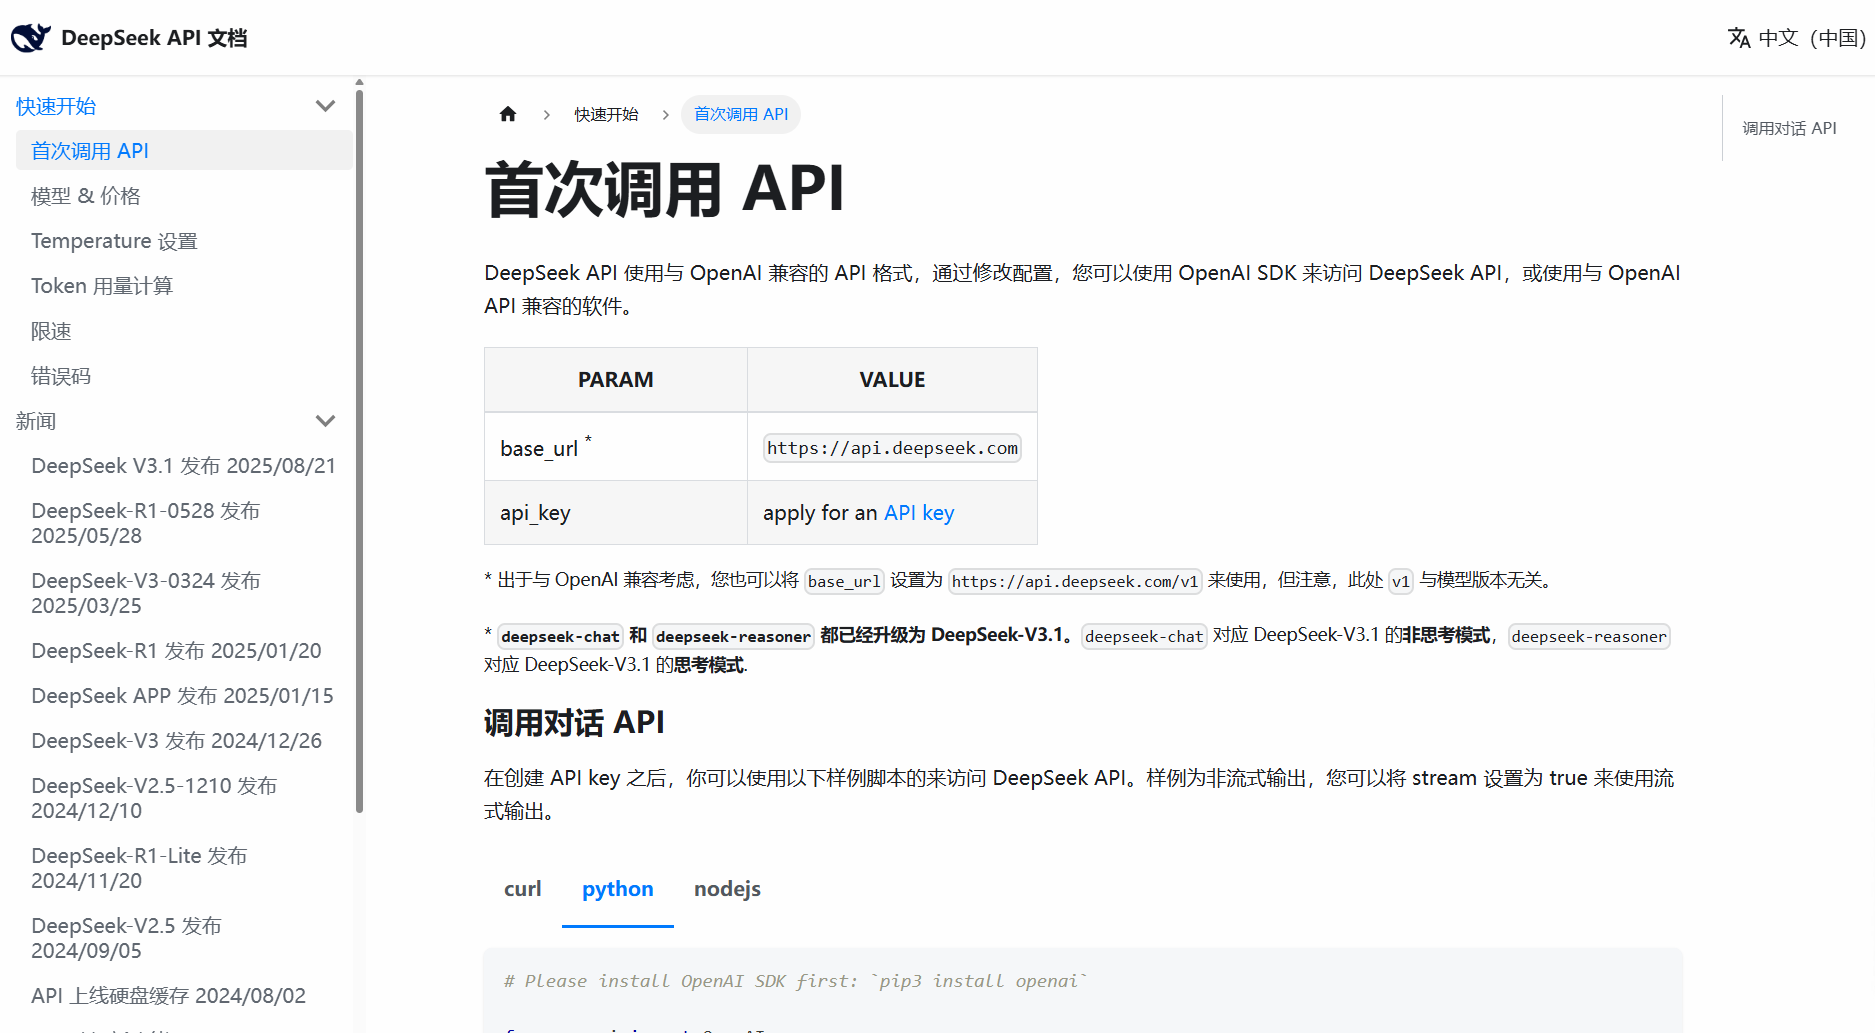 DeepSeek API 文档
中文（中国）
快速开始
首次调用 API
模型 & 价格
Temperature 设置
Token 用量计算
限速
错误码
新闻
DeepSeek V3.1 发布 2025/08/21
DeepSeek-R1-0528 发布
2025/05/28
DeepSeek-V3-0324 发布
2025/03/25
DeepSeek-R1 发布 2025/01/20
DeepSeek APP 发布 2025/01/15
DeepSeek-V3 发布 2024/12/26
DeepSeek-V2.5-1210 发布
2024/12/10
DeepSeek-R1-Lite 发布
2024/11/20
DeepSeek-V2.5 发布
2024/09/05
API 上线硬盘缓存 2024/08/02
快速开始 › 首次调用 API
首次调用 API
DeepSeek API 使用与 OpenAI 兼容的 API 格式，通过修改配置，您可以使用 OpenAI SDK 来访问 DeepSeek API，或使用与 OpenAI
API 兼容的软件。
PARAM VALUE
base_url * https://api.deepseek.com
api_key apply for an API key
* 出于与 OpenAI 兼容考虑，您也可以将 base_url 设置为 https://api.deepseek.com/v1 来使用，但注意，此处 v1 与模型版本无关。
* deepseek-chat 和 deepseek-reasoner 都已经升级为 DeepSeek-V3.1。deepseek-chat 对应 DeepSeek-V3.1 的非思考模式，deepseek-reasoner
对应 DeepSeek-V3.1 的思考模式.
调用对话 API
在创建 API key 之后，你可以使用以下样例脚本的来访问 DeepSeek API。样例为非流式输出，您可以将 stream 设置为 true 来使用流
式输出。
curl python nodejs
# Please install OpenAI SDK first: `pip3 install openai`
调用对话 API